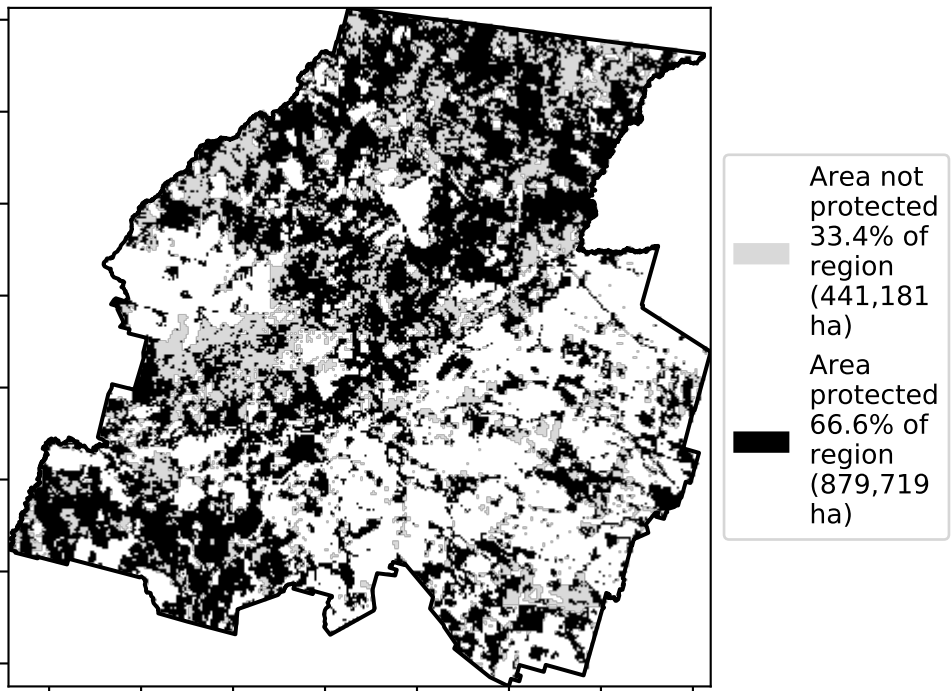 Area not
protected
33.4% of
region
(441,181
ha)
Area
protected
66.6% of
region
(879,719
ha)